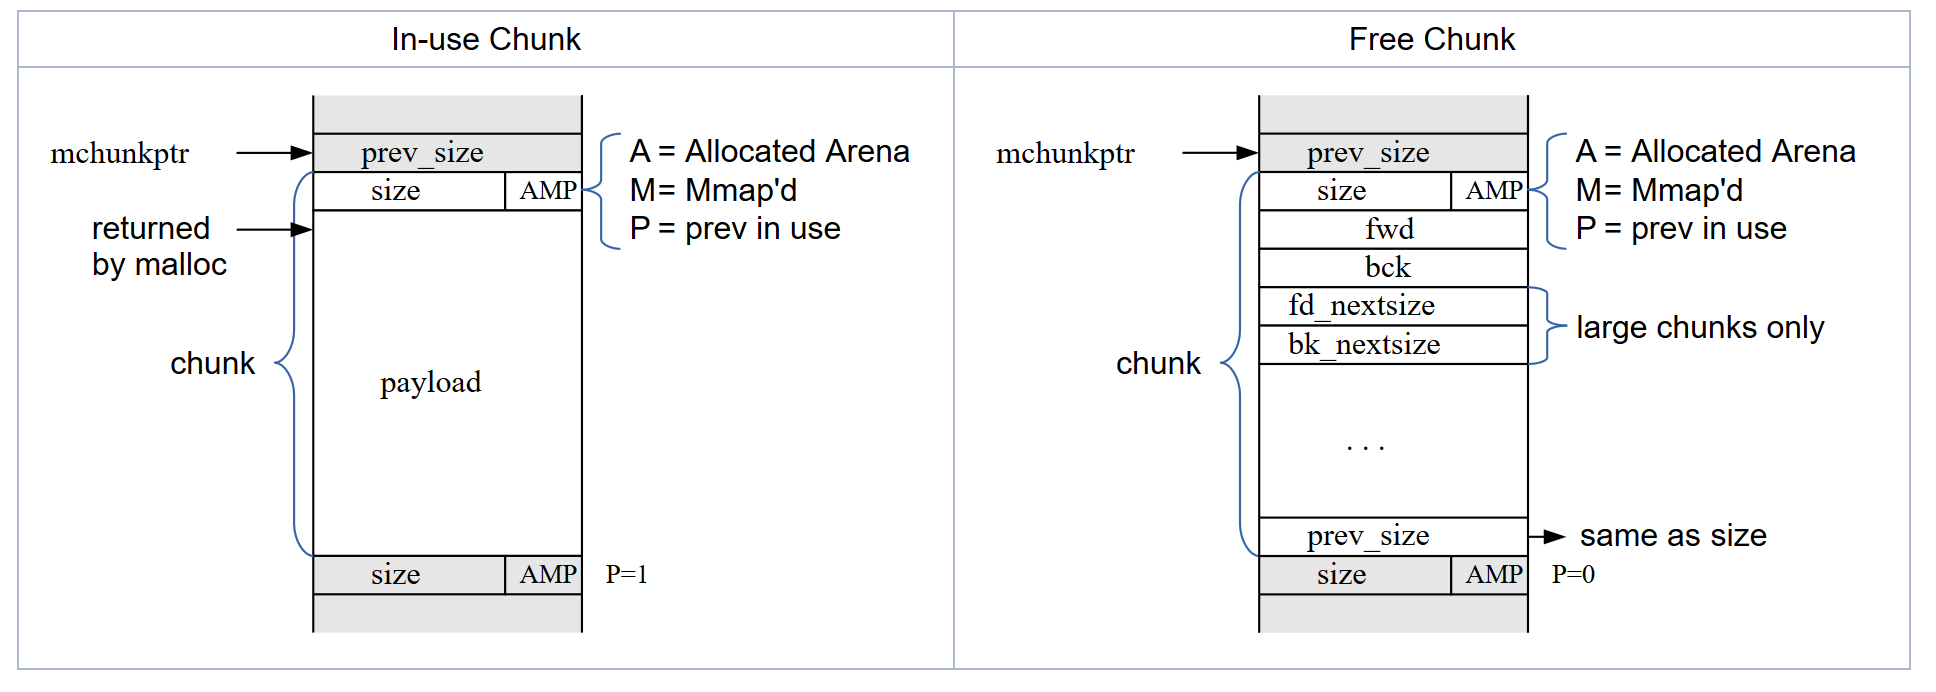 In-use Chunk
mchunkptr
prev_size
size
AMP
A = Allocated Arena
M= Mmap'd
P = prev in use
returned
by malloc
chunk
payload
size
AMP
P=1
Free Chunk
mchunkptr
prev_size
size
AMP
A = Allocated Arena
M= Mmap'd
P = prev in use
fwd
bck
fd_nextsize
bk_nextsize
large chunks only
chunk
. . .
prev_size
same as size
size
AMP
P=0